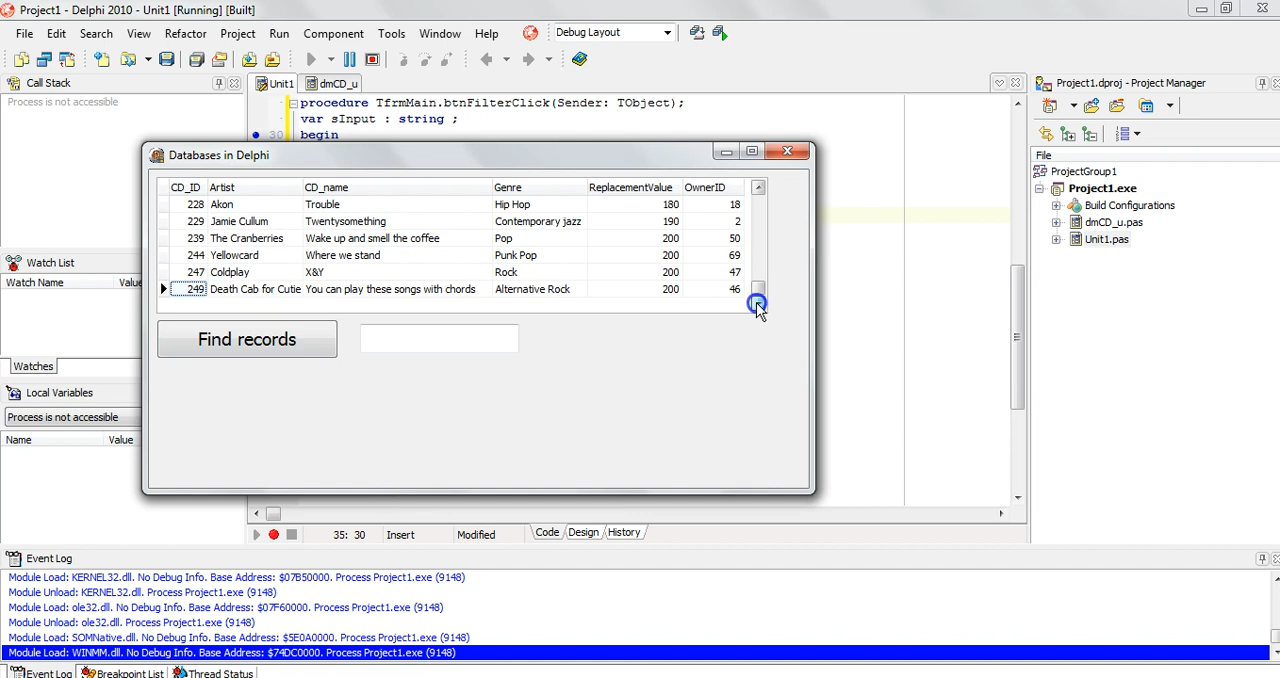 Project1 - Delphi 2010 - Unit1 [Running] [Built]
File Edit Search View Refactor Project Run Component Tools Window Help Debug Layout
Call Stack
Unit1 dmCD_u
Project1.dproj - Project Manager
Process is not accessible
procedure TfrmMain.btnFilterClick(Sender: TObject);
var sInput : string ;
30 begin
File
ProjectGroup1
Project1.exe
Build Configurations
dmCD_u.pas
Unit1.pas
Databases in Delphi
CD_ID Artist CD_name Genre ReplacementValue OwnerID
228 Akon Trouble Hip Hop 180 18
229 Jamie Cullum Twentysomething Contemporary jazz 190 2
239 The Cranberries Wake up and smell the coffee Pop 200 50
244 Yellowcard Where we stand Punk Pop 200 69
247 Coldplay X&Y Rock 200 47
249 Death Cab for Cutie You can play these songs with chords Alternative Rock 200 46
Find records
Watch List
Watch Name
Watches
Local Variables
Process is not accessible
Name Value
35: 30 Insert Modified Code Design History
Event Log
Module Load: KERNEL32.dll. No Debug Info. Base Address: $07B50000. Process Project1.exe (9148)
Module Unload: KERNEL32.dll. Process Project1.exe (9148)
Module Load: ole32.dll. No Debug Info. Base Address: $07F60000. Process Project1.exe (9148)
Module Unload: ole32.dll. Process Project1.exe (9148)
Module Load: SOMNative.dll. No Debug Info. Base Address: $5E0A0000. Process Project1.exe (9148)
Module Load: WINMM.dll. No Debug Info. Base Address: $74DC0000. Process Project1.exe (9148)
Event Log Breakpoint List Thread Status